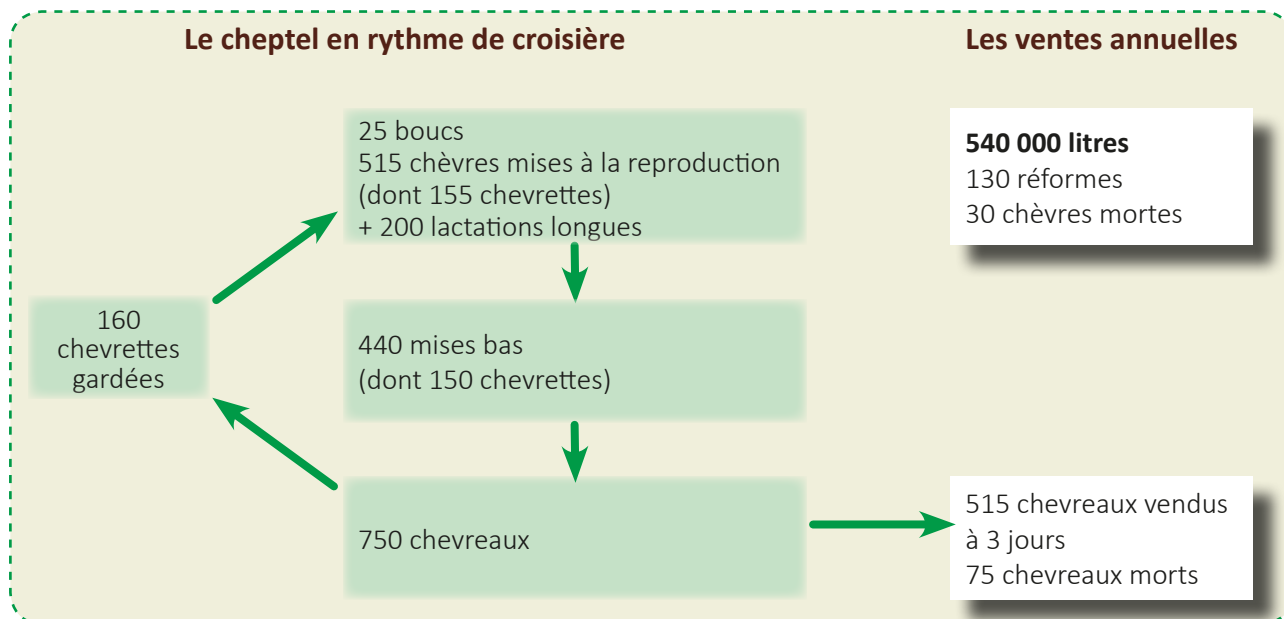 Le cheptel en rythme de croisière
Les ventes annuelles
25 boucs
515 chèvres mises à la reproduction
(dont 155 chevrettes)
+ 200 lactations longues
540 000 litres
130 réformes
30 chèvres mortes
160
chevrettes
gardées
440 mises bas
(dont 150 chevrettes)
750 chevreaux
515 chevreaux vendus
à 3 jours
75 chevreaux morts